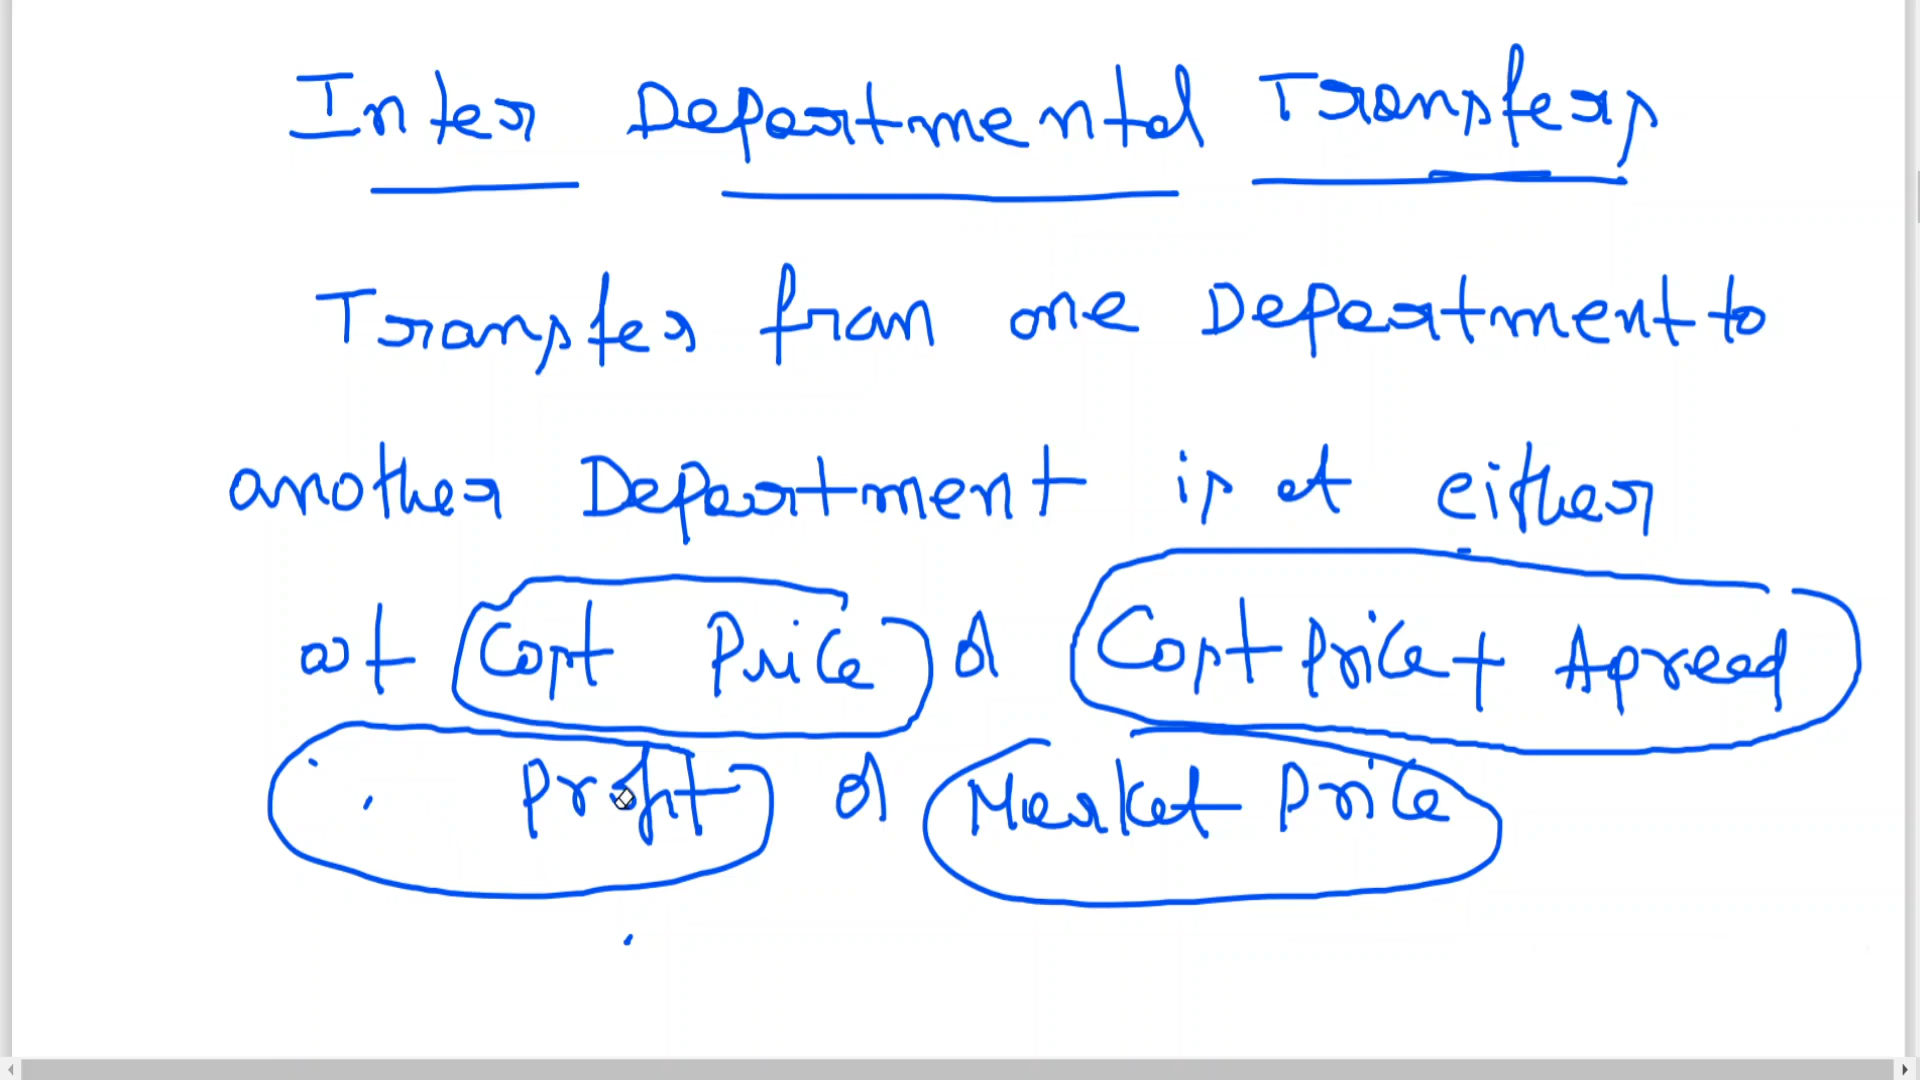 Inter Departmental Transfers
Transfer from one Department to
another Department is at either
at Cost Price or Cost Price + Agreed
Profit or Market Price